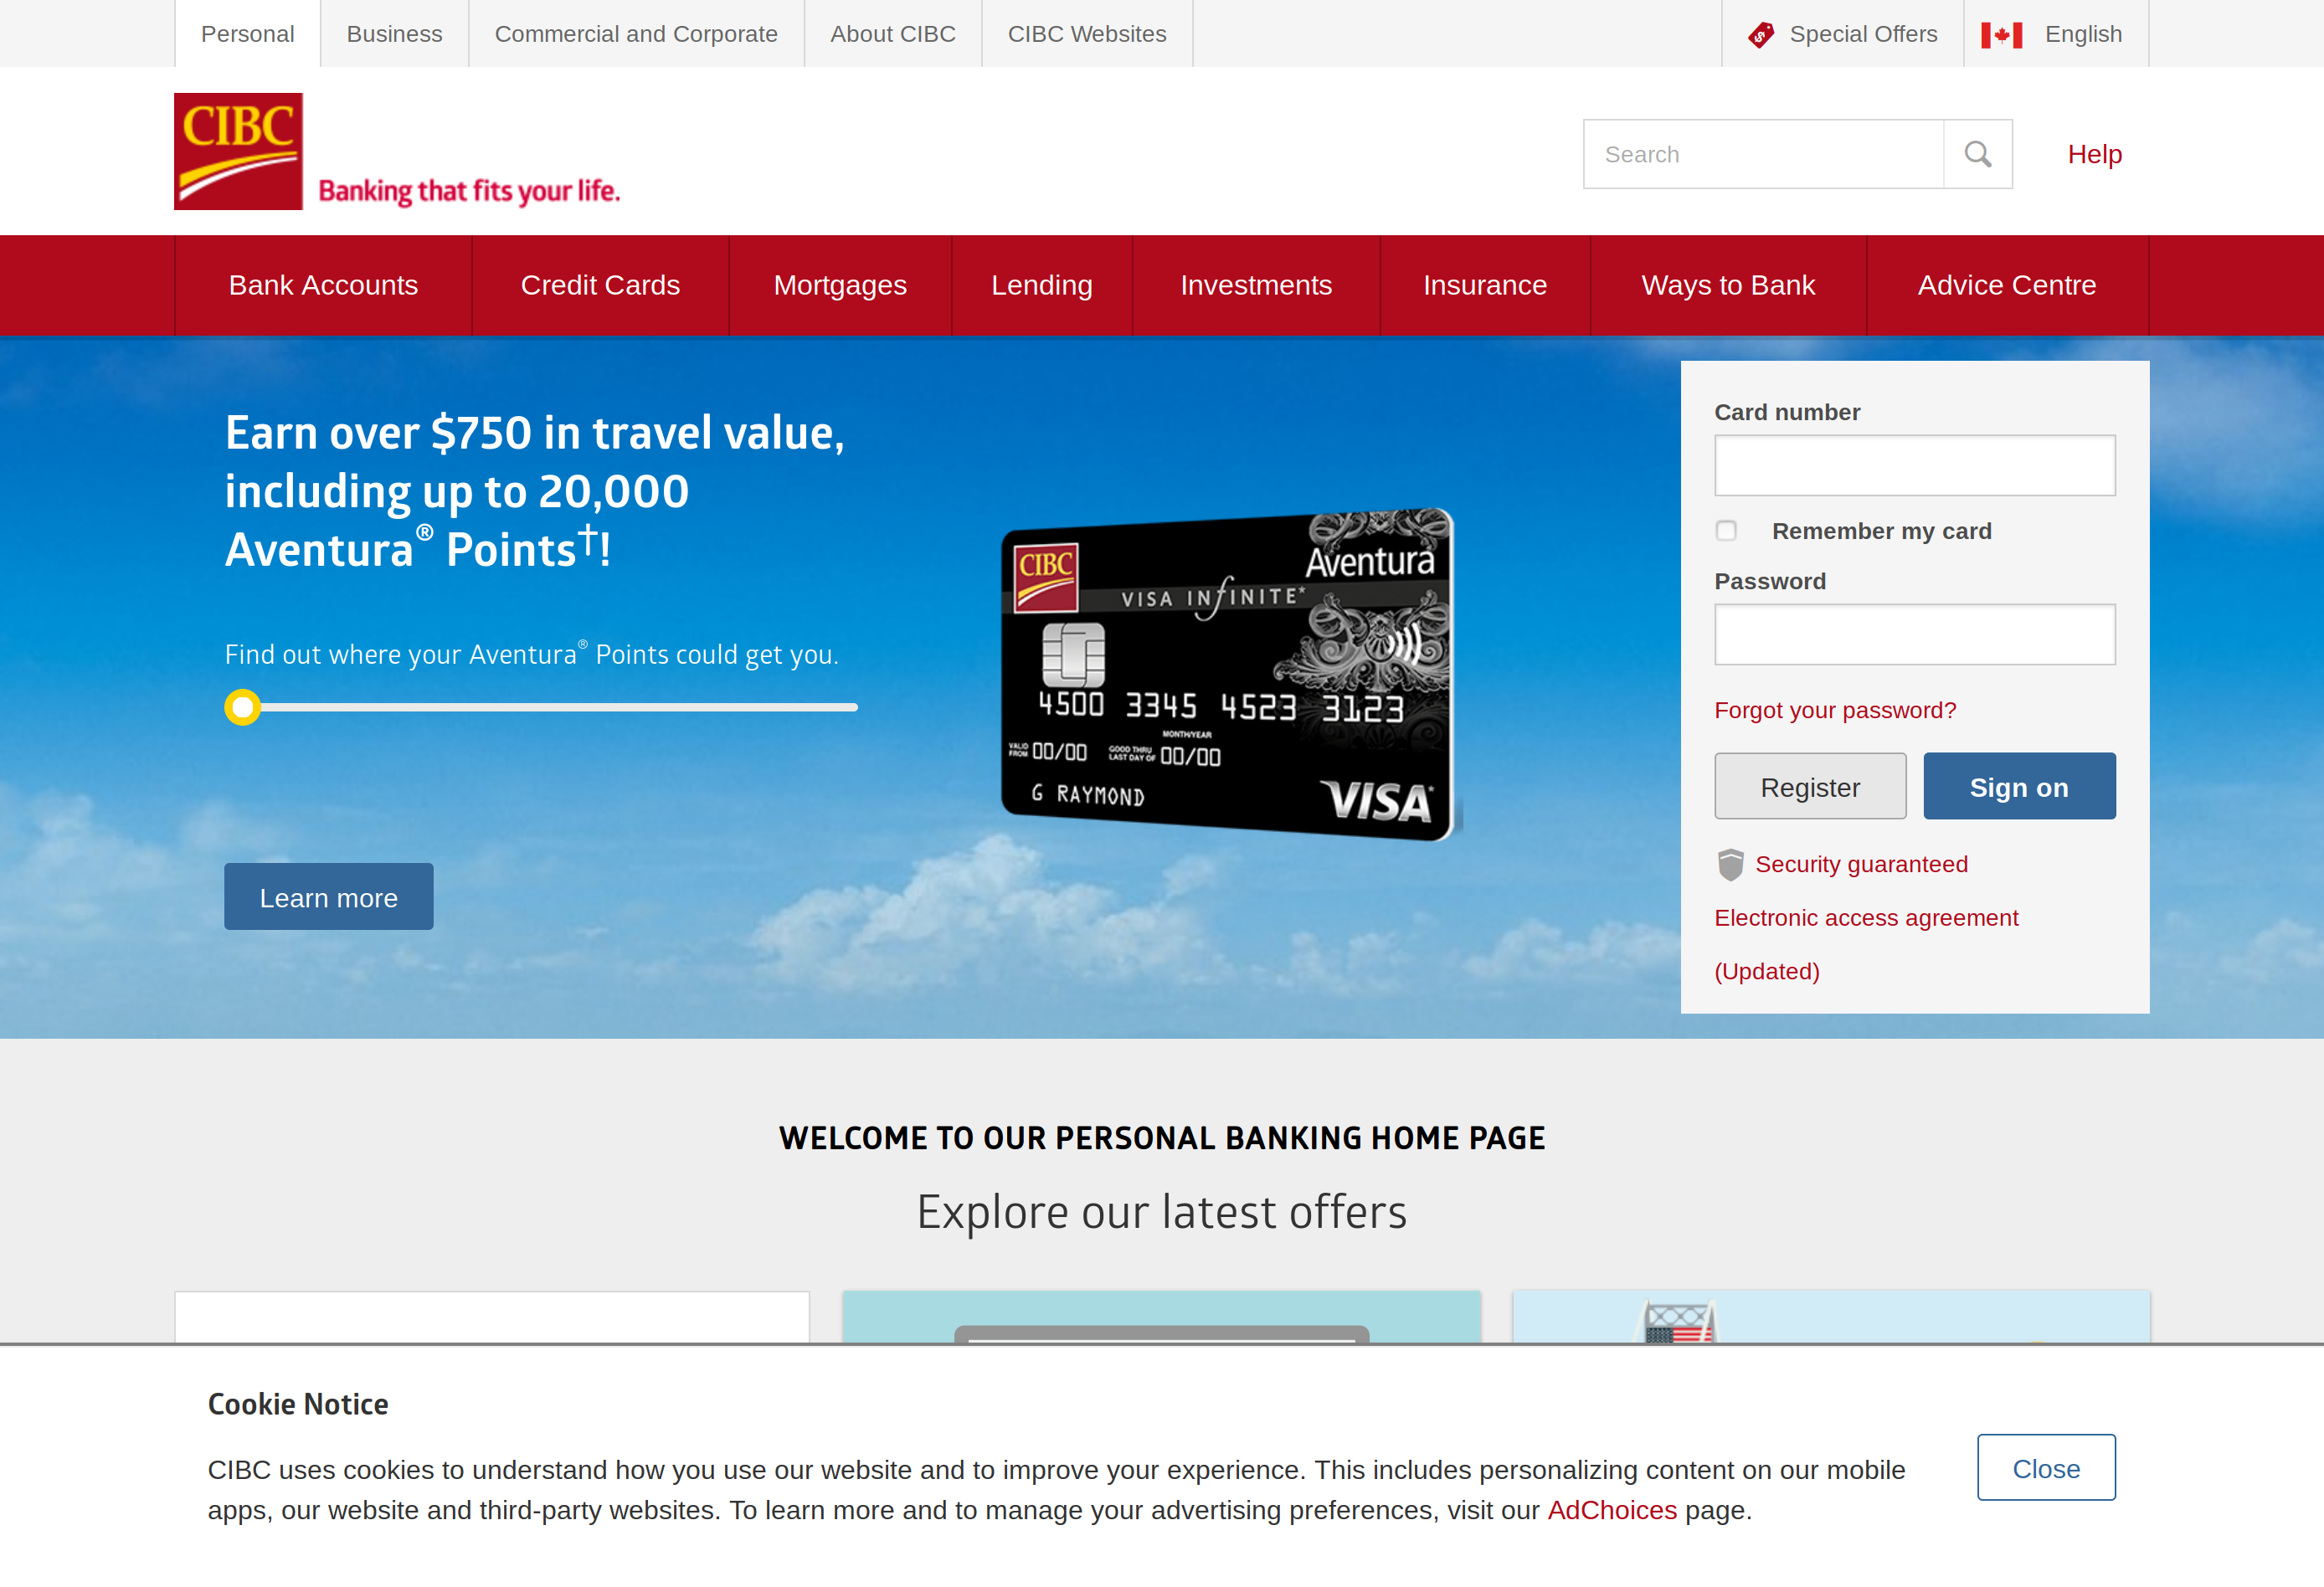 Personal
Business
Commercial and Corporate
About CIBC
CIBC Websites
Special Offers
English
CIBC
Banking that fits your life.
Search
Help
Bank Accounts
Credit Cards
Mortgages
Lending
Investments
Insurance
Ways to Bank
Advice Centre
Earn over $750 in travel value,
including up to 20,000
Aventura® Points†!
Find out where your Aventura® Points could get you.
Learn more
CIBC
Aventura
VISA INFINITE*
4500 3345 4523 3123
MONTH/YEAR
VALID FROM 00/00 GOOD THRU LAST DAY OF 00/00
G RAYMOND
VISA*
Card number
Remember my card
Password
Forgot your password?
Register
Sign on
Security guaranteed
Electronic access agreement
(Updated)
WELCOME TO OUR PERSONAL BANKING HOME PAGE
Explore our latest offers
Cookie Notice
CIBC uses cookies to understand how you use our website and to improve your experience. This includes personalizing content on our mobile
apps, our website and third-party websites. To learn more and to manage your advertising preferences, visit our AdChoices page.
Close